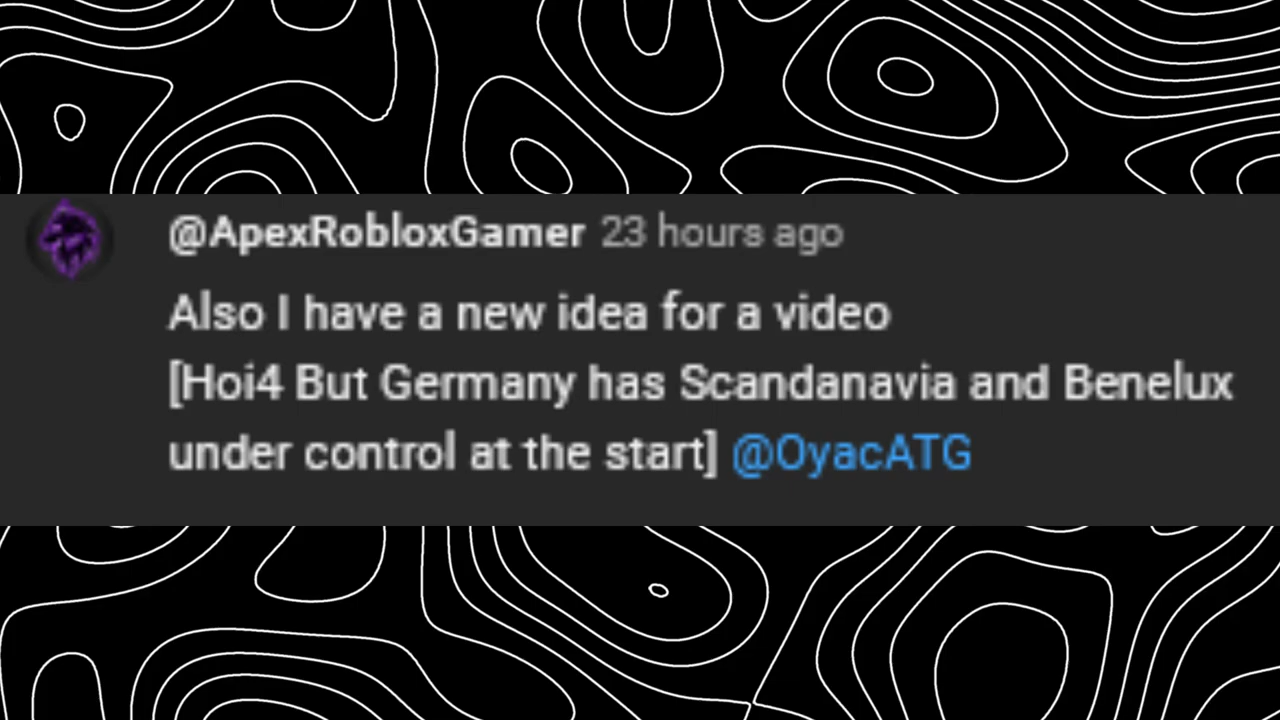 @ApexRobloxGamer 23 hours ago
Also I have a new idea for a video
[Hoi4 But Germany has Scandanavia and Benelux
under control at the start] @OyacATG